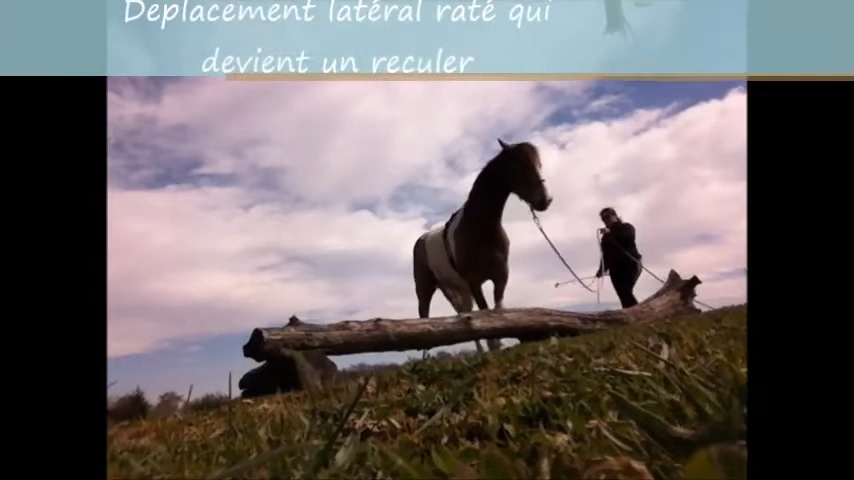 Deplacement latéral raté qui
devient un reculer